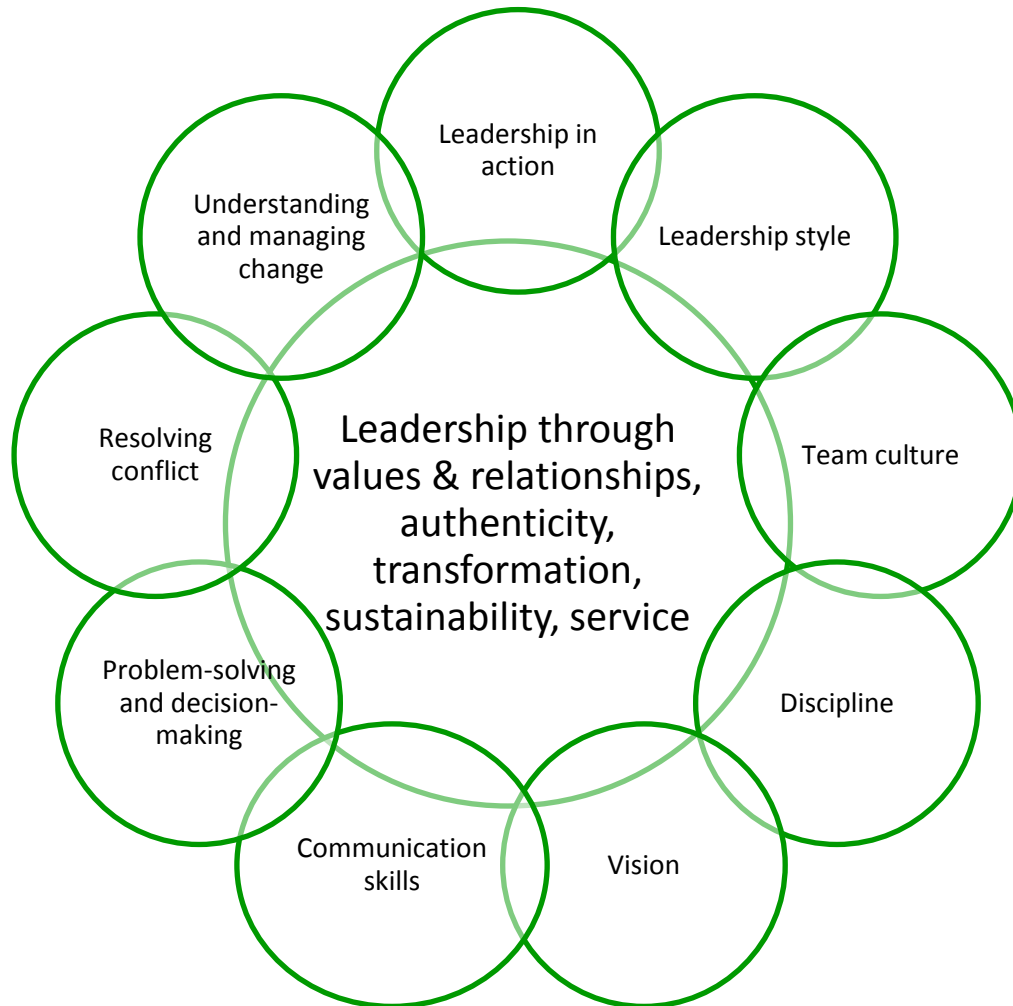 Leadership in
action
Leadership style
Team culture
Discipline
Vision
Communication
skills
Problem-solving
and decision-
making
Resolving
conflict
Understanding
and managing
change
Leadership through
values & relationships,
authenticity,
transformation,
sustainability, service